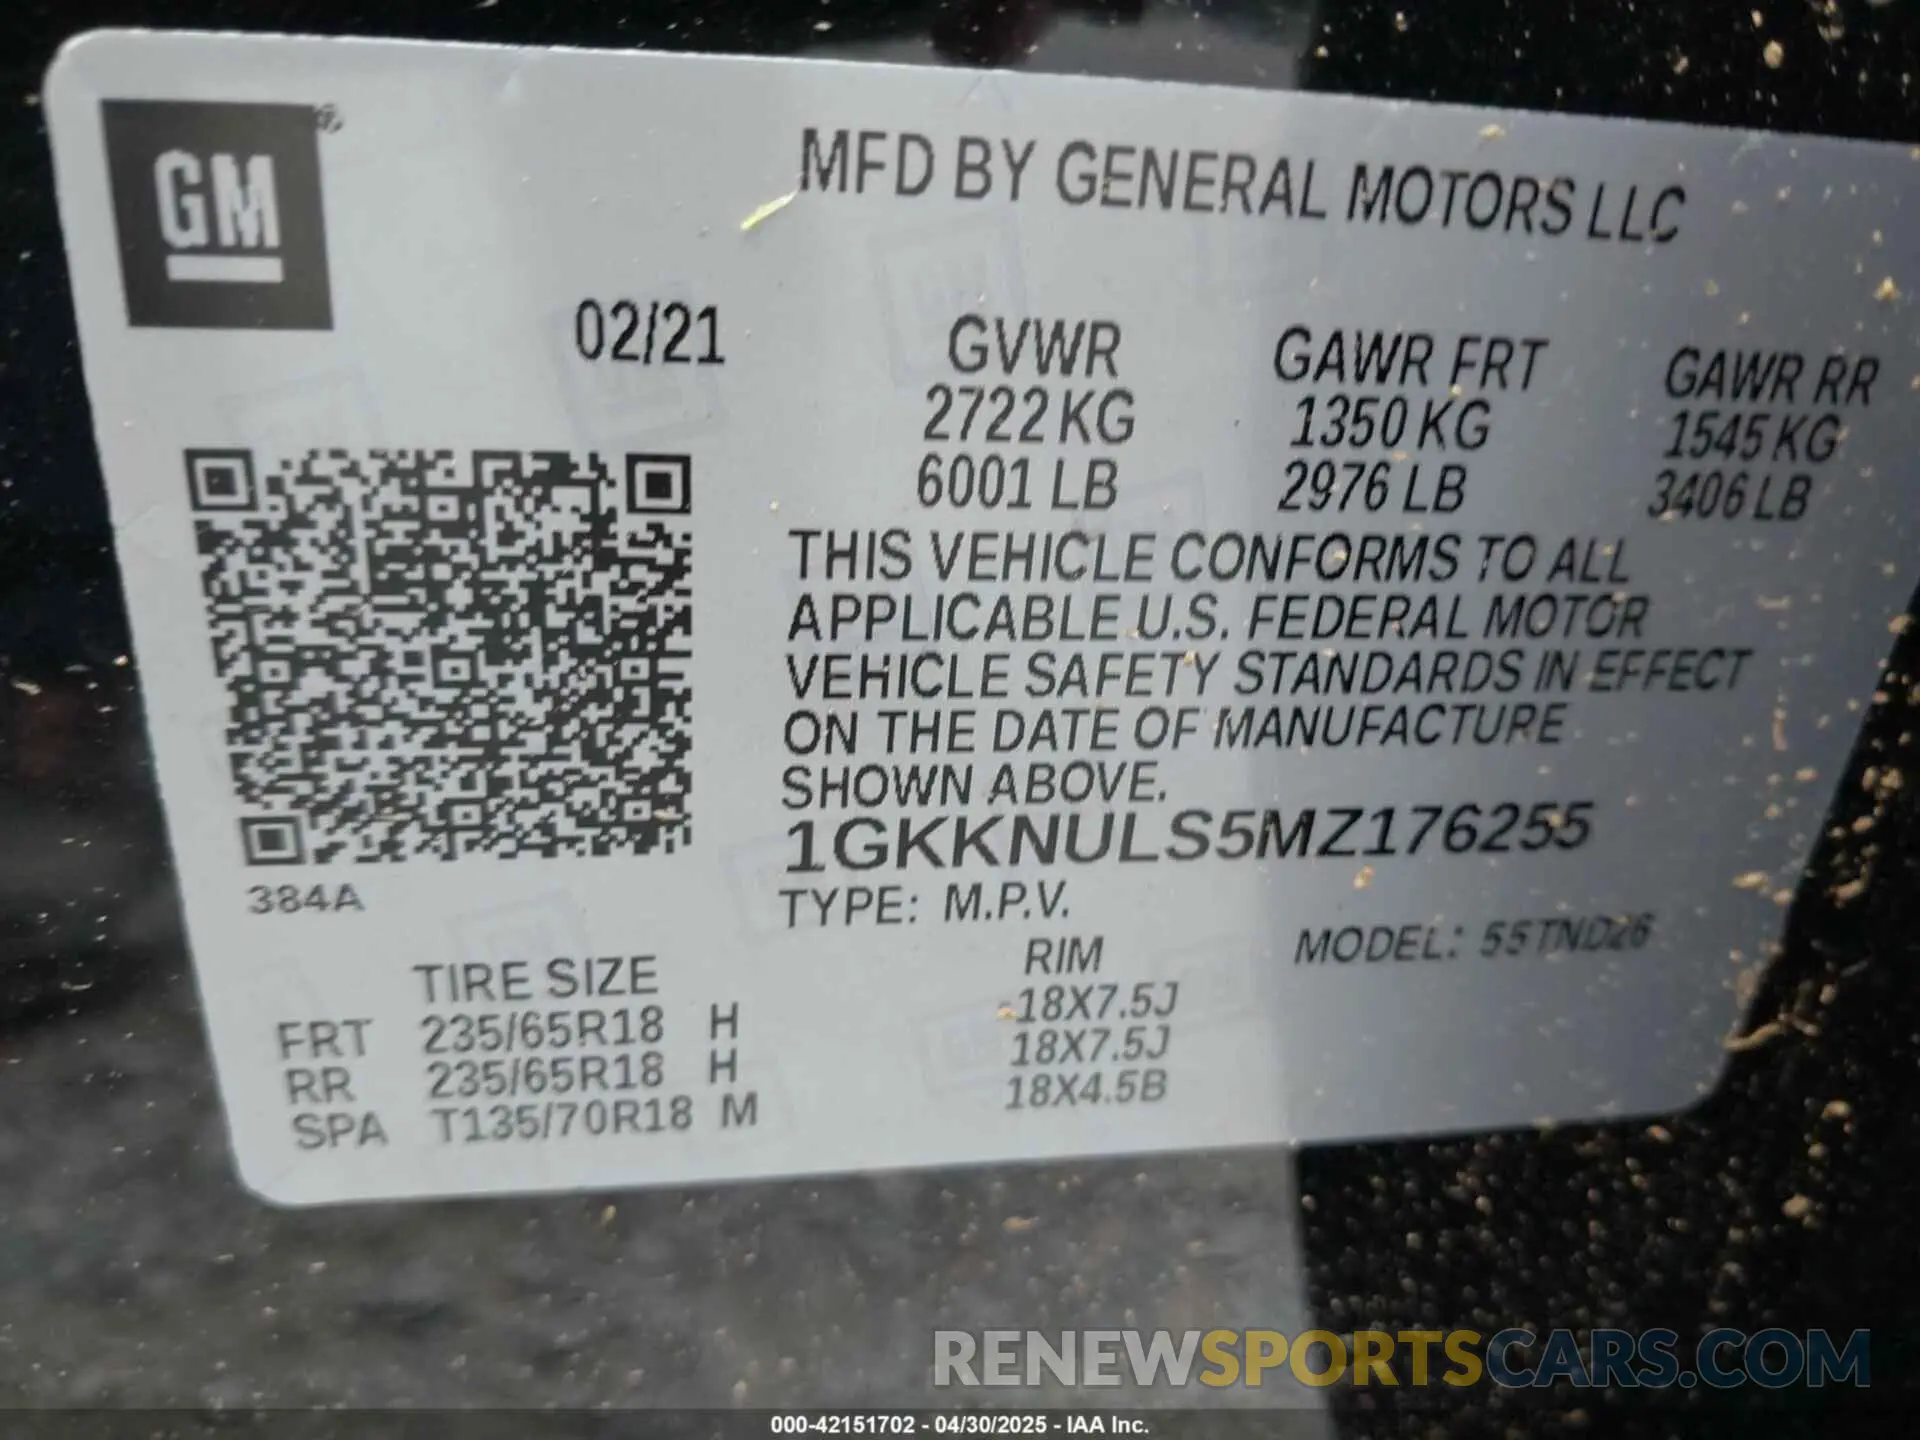 GM
MFD BY GENERAL MOTORS LLC
02/21
GVWR GAWR FRT GAWR RR
2722 KG 1350 KG 1545 KG
6001 LB 2976 LB 3406 LB
THIS VEHICLE CONFORMS TO ALL
APPLICABLE U.S. FEDERAL MOTOR
VEHICLE SAFETY STANDARDS IN EFFECT
ON THE DATE OF MANUFACTURE
SHOWN ABOVE.
1GKKNULS5MZ176255
384A
TYPE: M.P.V. MODEL: 55TND26
TIRE SIZE RIM
FRT 235/65R18 H 18X7.5J
RR 235/65R18 H 18X7.5J
SPA T135/70R18 M 18X4.5B
RENEWSPORTSCARS.COM
000-42151702 - 04/30/2025 - IAA Inc.